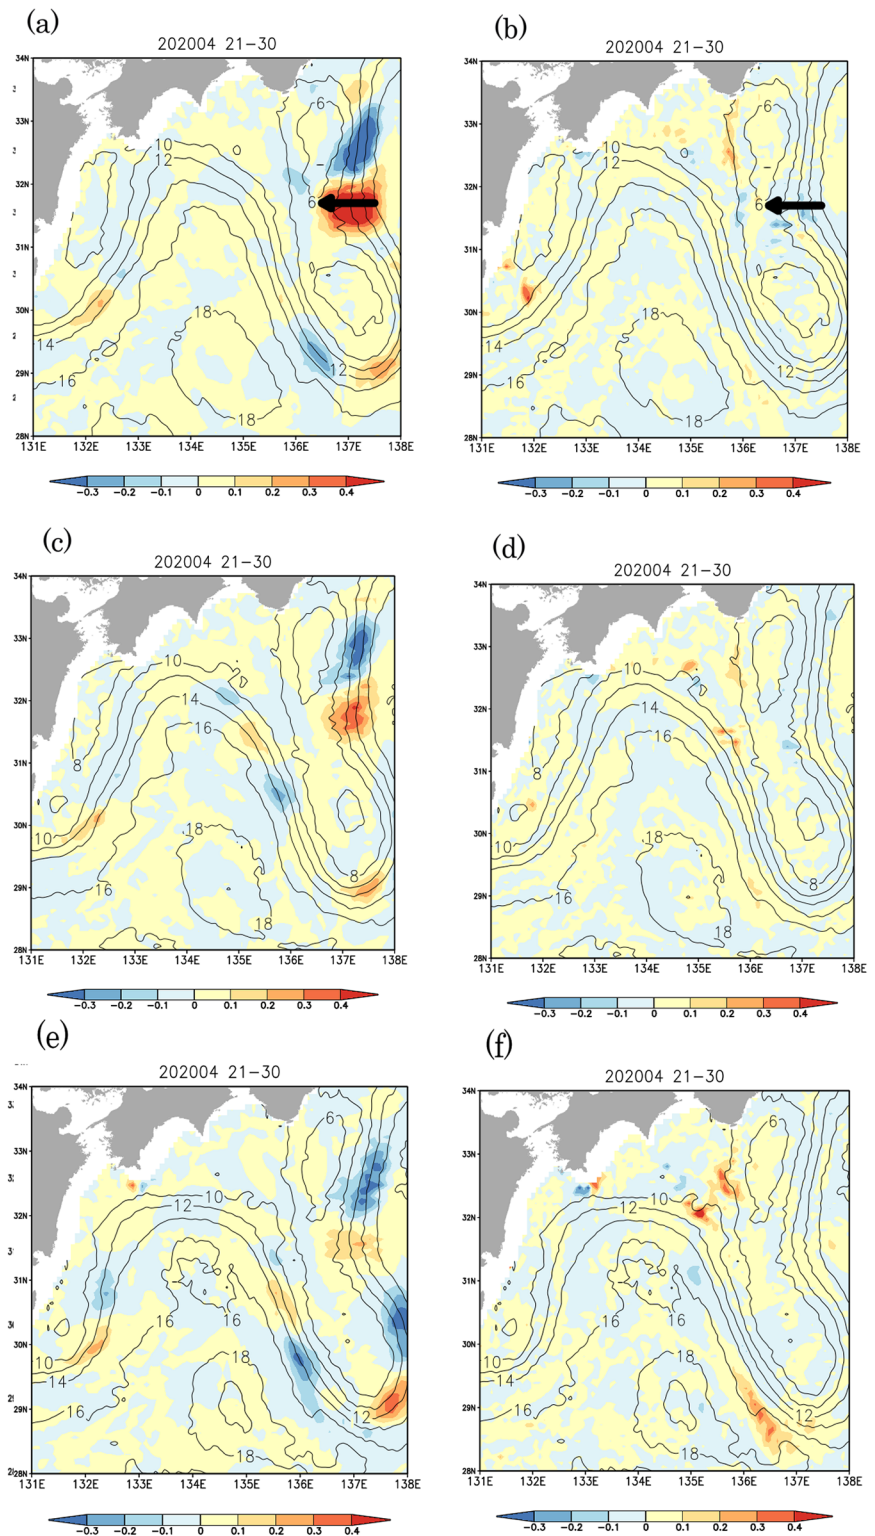 (a)
(b)
202004 21-30
202004 21-30
34N
33N
32N
31N
30N
29N
28N
131E 132E 133E 134E 135E 136E 137E 138E
10
12
6
6
14
16
18
18
12
-0.3 -0.2 -0.1 0 0.1 0.2 0.3 0.4
34N
33N
32N
31N
30N
29N
28N
131E 132E 133E 134E 135E 136E 137E 138E
10
12
6
6
14
16
18
18
12
-0.3 -0.2 -0.1 0 0.1 0.2 0.3 0.4
(c)
(d)
202004 21-30
202004 21-30
34N
33N
32N
31N
30N
29N
28N
131E 132E 133E 134E 135E 136E 137E 138E
10
14
16
8
10
18
16
8
18
-0.3 -0.2 -0.1 0 0.1 0.2 0.3 0.4
34N
33N
32N
31N
30N
29N
28N
131E 132E 133E 134E 135E 136E 137E 138E
10
14
16
8
10
18
16
8
18
-0.3 -0.2 -0.1 0 0.1 0.2 0.3 0.4
(e)
(f)
202004 21-30
202004 21-30
34N
33N
32N
31N
30N
29N
28N
131E 132E 133E 134E 135E 136E 137E 138E
6
10
12
16
16
10
14
18
16
12
18
-0.3 -0.2 -0.1 0 0.1 0.2 0.3 0.4
34N
33N
32N
31N
30N
29N
28N
131E 132E 133E 134E 135E 136E 137E 138E
6
10
12
16
16
10
14
18
16
12
18
-0.3 -0.2 -0.1 0 0.1 0.2 0.3 0.4